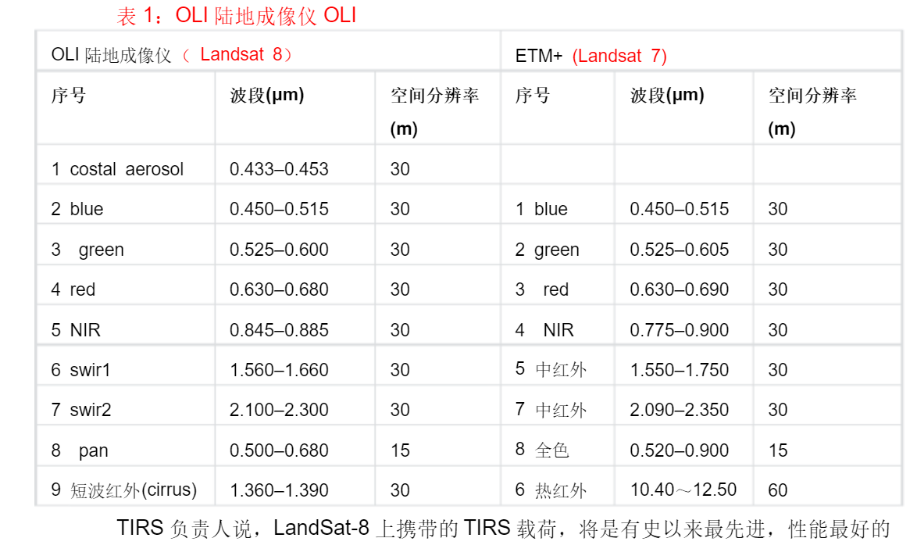 表 1：OLI 陆地成像仪 OLI
OLI 陆地成像仪（ Landsat 8） ETM+ (Landsat 7)
序号 波段(μm) 空间分辨率(m) 序号 波段(μm) 空间分辨率(m)
1 costal aerosol 0.433–0.453 30
2 blue 0.450–0.515 30 1 blue 0.450–0.515 30
3 green 0.525–0.600 30 2 green 0.525–0.605 30
4 red 0.630–0.680 30 3 red 0.630–0.690 30
5 NIR 0.845–0.885 30 4 NIR 0.775–0.900 30
6 swir1 1.560–1.660 30 5 中红外 1.550–1.750 30
7 swir2 2.100–2.300 30 7 中红外 2.090–2.350 30
8 pan 0.500–0.680 15 8 全色 0.520–0.900 15
9 短波红外(cirrus) 1.360–1.390 30 6 热红外 10.40～12.50 60
TIRS 负责人说，LandSat-8 上携带的 TIRS 载荷，将是有史以来最先进，性能最好的